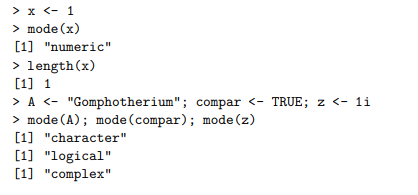 > x <- 1
> mode(x)
[1] "numeric"
> length(x)
[1] 1
> A <- "Gomphotherium"; compar <- TRUE; z <- 1i
> mode(A); mode(compar); mode(z)
[1] "character"
[1] "logical"
[1] "complex"